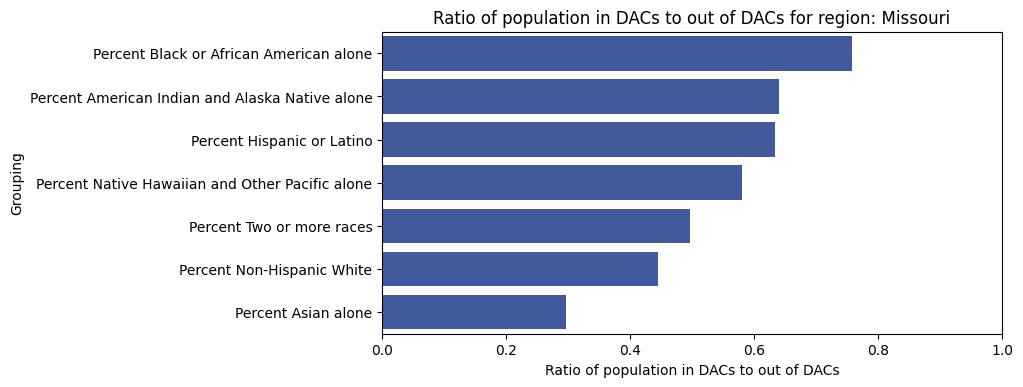 Ratio of population in DACs to out of DACs for region: Missouri
Grouping
Percent Black or African American alone
Percent American Indian and Alaska Native alone
Percent Hispanic or Latino
Percent Native Hawaiian and Other Pacific alone
Percent Two or more races
Percent Non-Hispanic White
Percent Asian alone
0.0 0.2 0.4 0.6 0.8 1.0
Ratio of population in DACs to out of DACs